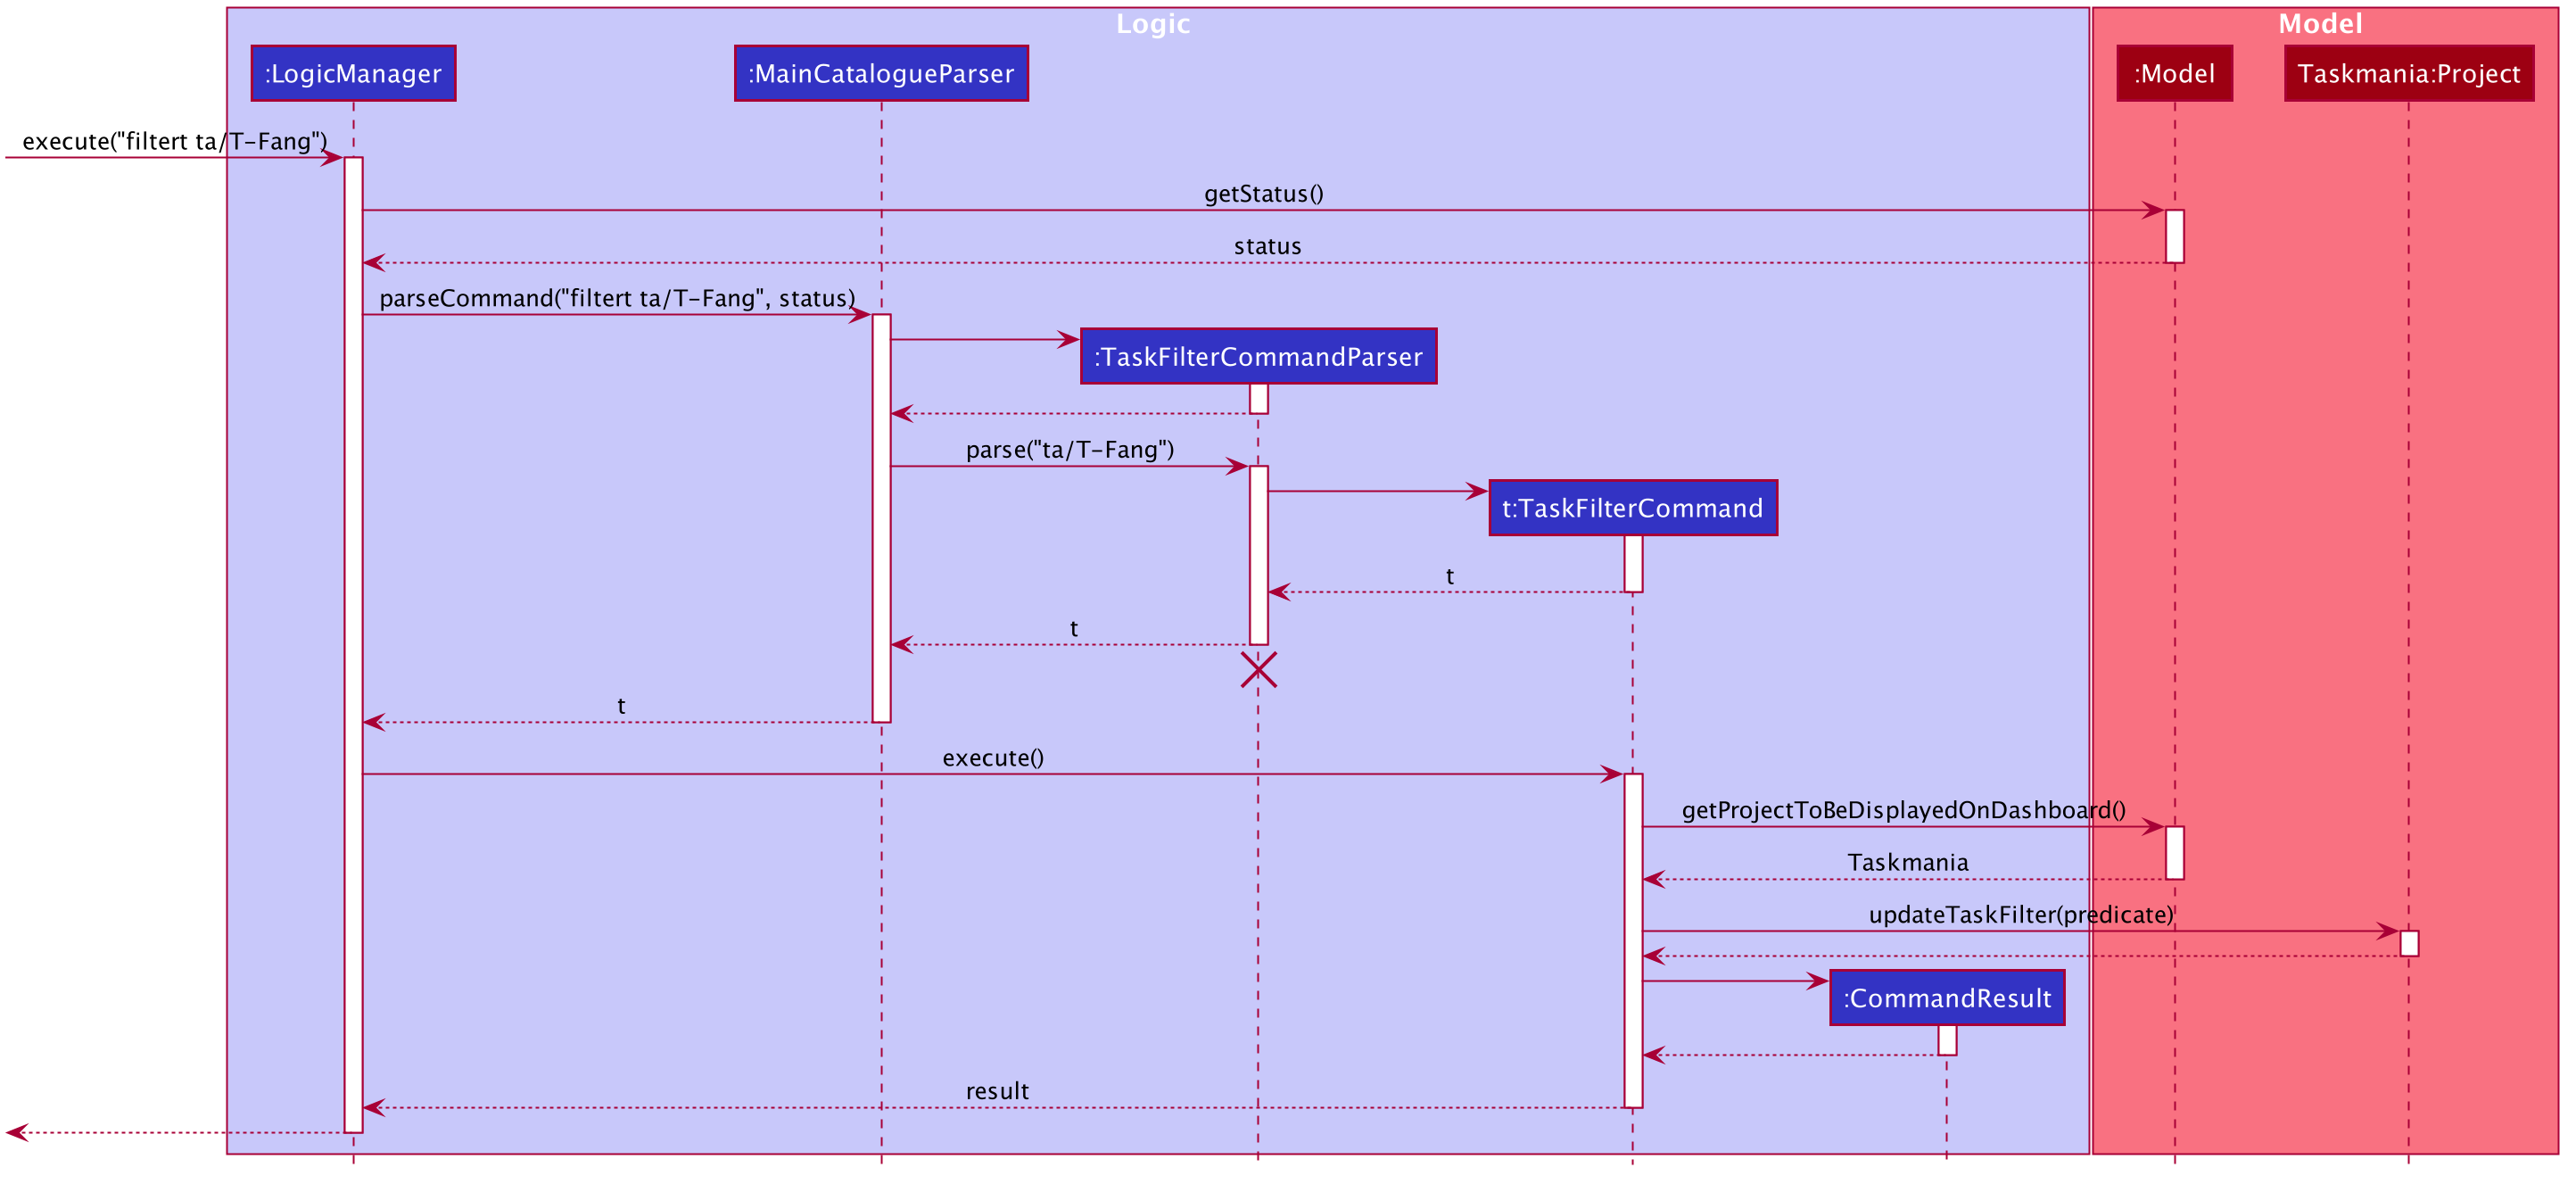 Logic
Model
:LogicManager
:MainCatalogueParser
:Model
Taskmania:Project
execute("filtert ta/T-Fang")
getStatus()
status
parseCommand("filtert ta/T-Fang", status)
:TaskFilterCommandParser
parse("ta/T-Fang")
t:TaskFilterCommand
t
t
t
execute()
getProjectToBeDisplayedOnDashboard()
Taskmania
updateTaskFilter(predicate)
:CommandResult
result